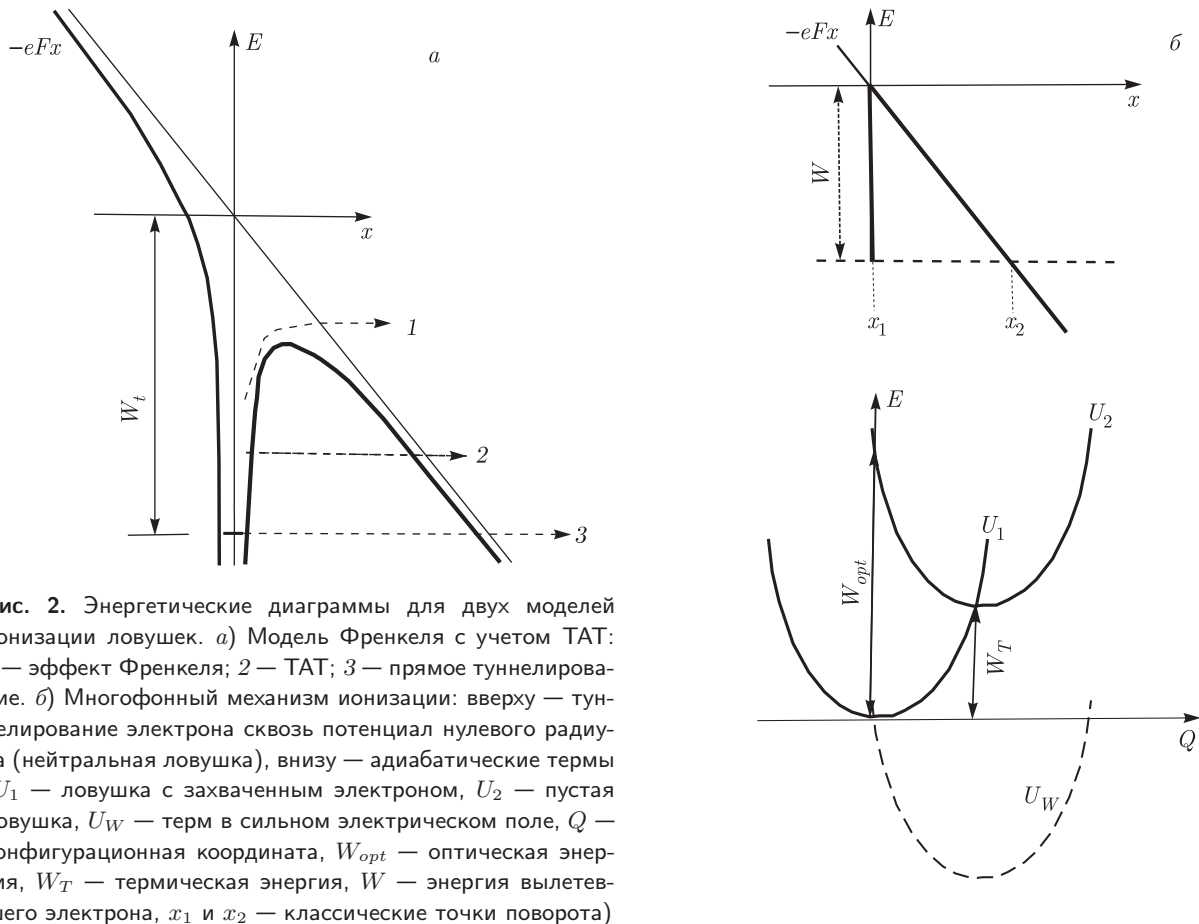 −eFx
E
а
x
W_t
1
2
3
−eFx
E
б
x
W
x_1
x_2
E
U_2
U_1
W_opt
W_T
Q
U_W
ис. 2. Энергетические диаграммы для двух моделей
онизации ловушек. а) Модель Френкеля с учетом ТАТ:
— эффект Френкеля; 2 — ТАТ; 3 — прямое туннелирова-
ие. б) Многофонный механизм ионизации: вверху — тун-
елирование электрона сквозь потенциал нулевого радиу-
а (нейтральная ловушка), внизу — адиабатические термы
U_1 — ловушка с захваченным электроном, U_2 — пустая
овушка, U_W — терм в сильном электрическом поле, Q —
онфигурационная координата, W_opt — оптическая энер-
ия, W_T — термическая энергия, W — энергия вылетев-
шего электрона, x_1 и x_2 — классические точки поворота)